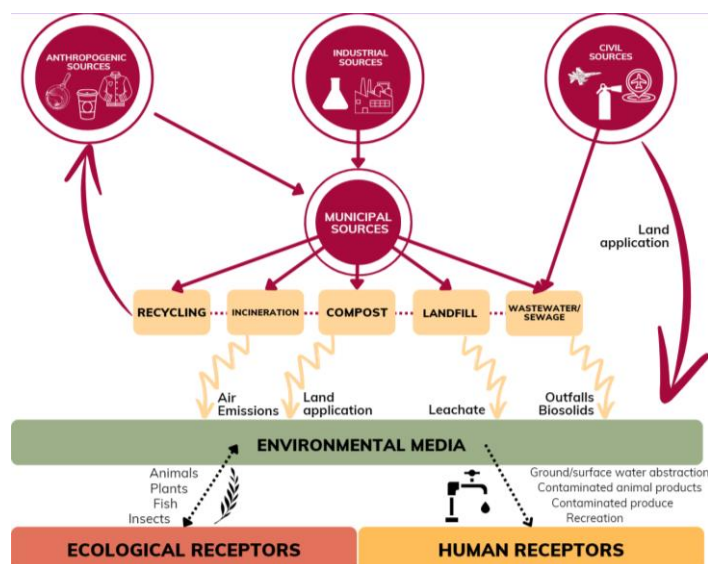 ANTHROPOGENIC
SOURCES
INDUSTRIAL
SOURCES
CIVIL
SOURCES
MUNICIPAL
SOURCES
Land
application
RECYCLING
INCINERATION
COMPOST
LANDFILL
WASTEWATER/
SEWAGE
Air
Emissions
Land
application
Leachate
Outfalls
Biosolids
ENVIRONMENTAL MEDIA
Animals
Plants
Fish
Insects
Ground/surface water abstraction
Contaminated animal products
Contaminated produce
Recreation
ECOLOGICAL RECEPTORS
HUMAN RECEPTORS